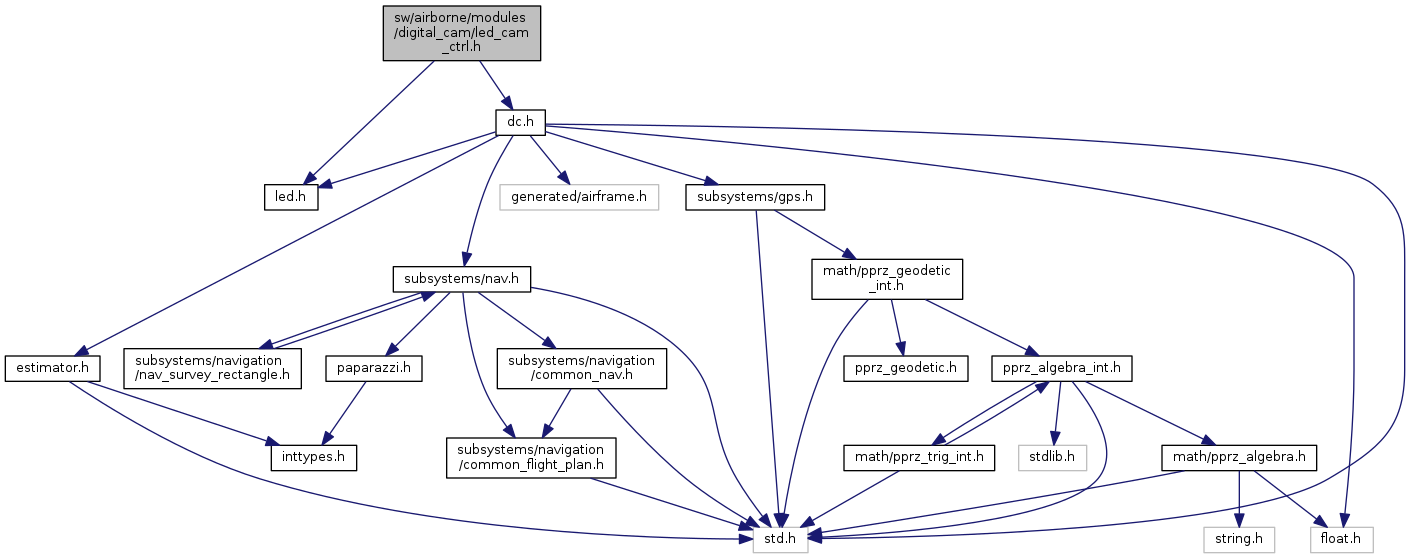 sw/airborne/modules
/digital_cam/led_cam
_ctrl.h
dc.h
led.h
generated/airframe.h
subsystems/gps.h
subsystems/nav.h
math/pprz_geodetic
_int.h
estimator.h
subsystems/navigation
/nav_survey_rectangle.h
paparazzi.h
subsystems/navigation
/common_nav.h
pprz_geodetic.h
pprz_algebra_int.h
inttypes.h
subsystems/navigation
/common_flight_plan.h
math/pprz_trig_int.h
stdlib.h
math/pprz_algebra.h
std.h
string.h
float.h